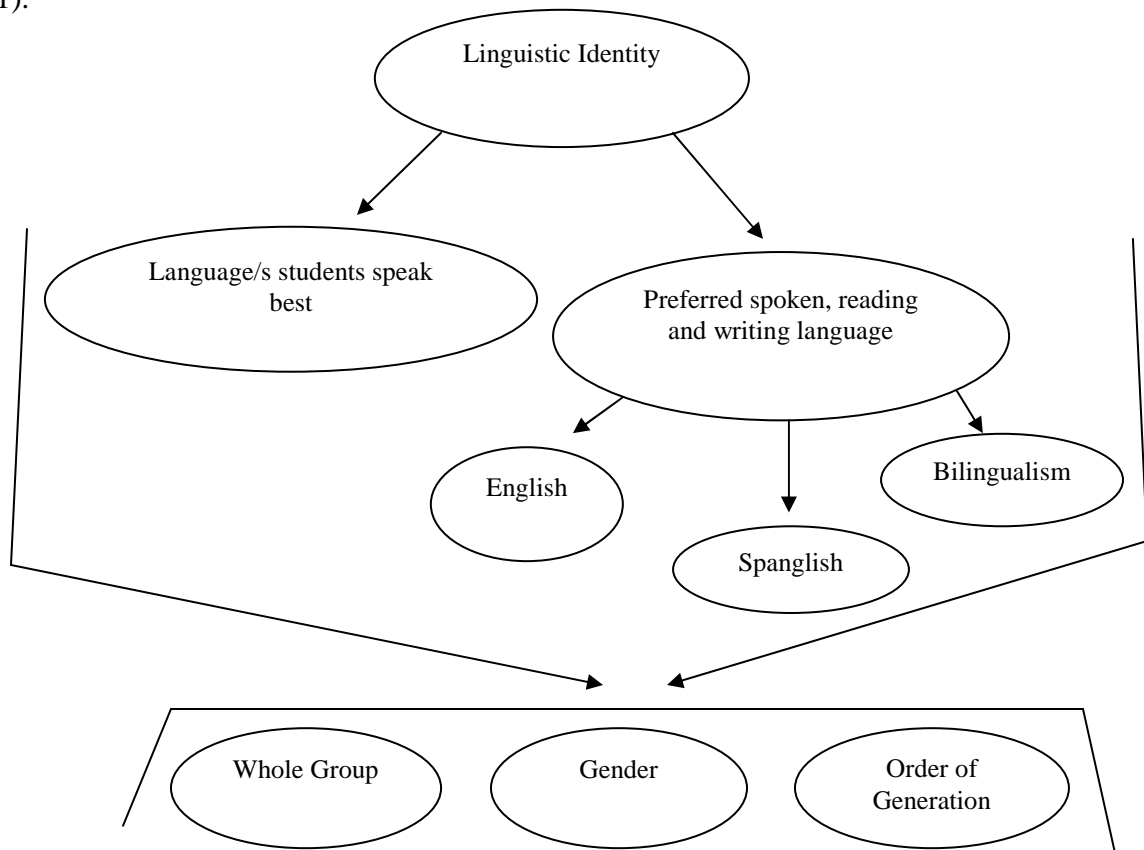 1).
Linguistic Identity
Language/s students speak
best
Preferred spoken, reading
and writing language
English
Bilingualism
Spanglish
Whole Group
Gender
Order of
Generation